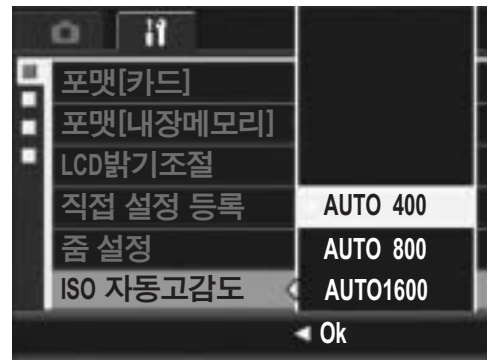 포맷[카드]
포맷[내장메모리]
LCD밝기조절
직접 설정 등록
줌 설정
ISO 자동고감도
AUTO 400
AUTO 800
AUTO1600
◀ Ok